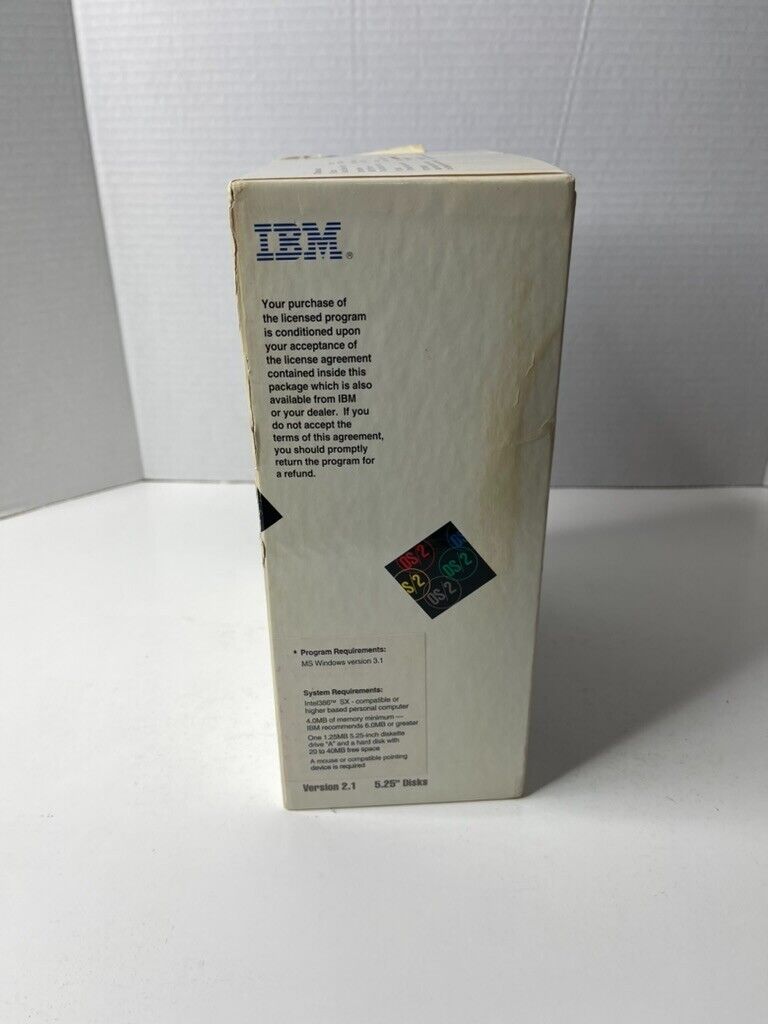 IBM®
Your purchase of
the licensed program
is conditioned upon
your acceptance of
the license agreement
contained inside this
package which is also
available from IBM
or your dealer. If you
do not accept the
terms of this agreement,
you should promptly
return the program for
a refund.
OS/2
OS/2
S/2
OS/2
* Program Requirements:
MS Windows version 3.1
System Requirements:
Intel386™ SX - compatible or
higher based personal computer
4.0MB of memory minimum —
IBM recommends 6.0MB or greater
One 1.25MB 5.25-inch diskette
drive "A" and a hard disk with
20 to 40MB free space
A mouse or compatible pointing
device is required
Version 2.1 5.25" Disks